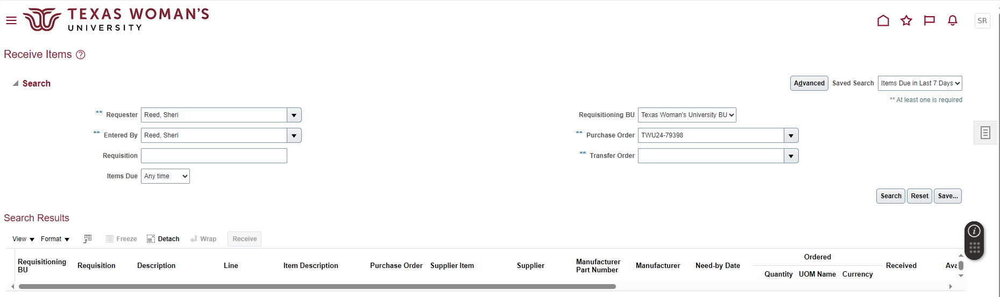 TEXAS WOMAN'S
UNIVERSITY
SR
Receive Items ?
Search
Advanced Saved Search Items Due in Last 7 Days
** At least one is required
** Requester Reed, Sheri
Requisitioning BU Texas Woman's University BU
** Entered By Reed, Sheri
** Purchase Order TWU24-79398
Requisition
** Transfer Order
Items Due Any time
Search Reset Save...
Search Results
View Format Freeze Detach Wrap Receive
Requisitioning BU Requisition Description Line Item Description Purchase Order Supplier Item Supplier Manufacturer Part Number Manufacturer Need-by Date Ordered Received
Quantity UOM Name Currency
i